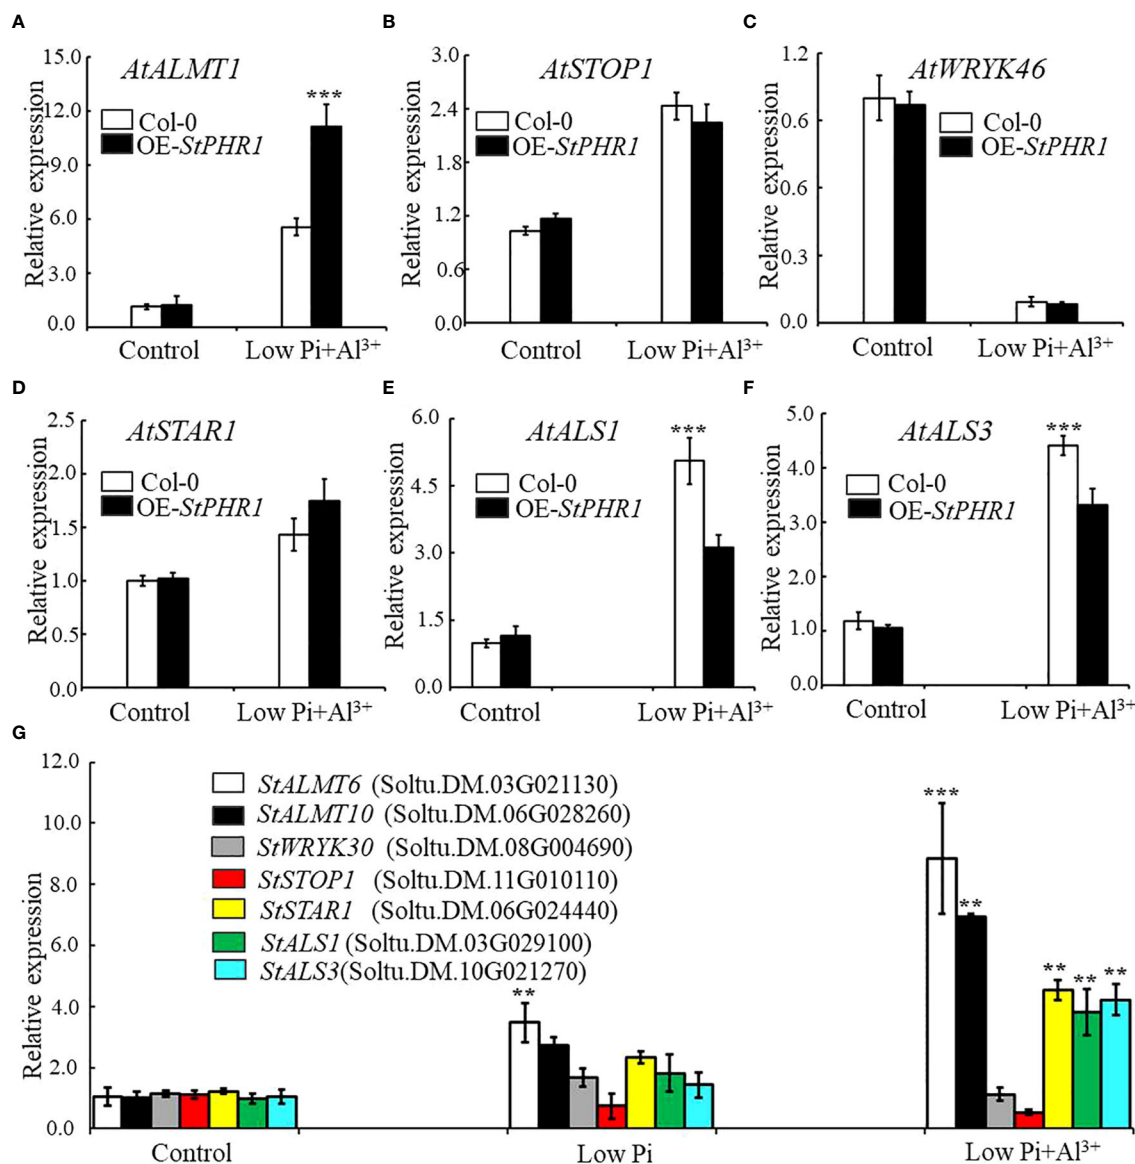 A
AtALMT1
Relative expression
15.0
12.0
9.0
6.0
3.0
0.0
Col-0
OE-StPHR1
***
Control
Low Pi+Al³⁺
B
AtSTOP1
Relative expression
3.0
2.4
1.8
1.2
0.6
0.0
Col-0
OE-StPHR1
Control
Low Pi+Al³⁺
C
AtWRYK46
Relative expression
1.2
0.6
0.6
0.3
0.0
Col-0
OE-StPHR1
Control
Low Pi+Al³⁺
D
AtSTAR1
Relative expression
2.5
2.0
1.5
1.0
0.5
0.0
Col-0
OE-StPHR1
Control
Low Pi+Al³⁺
E
AtALS1
Relative expression
6.0
4.5
3.0
1.5
0.0
Col-0
OE-StPHR1
***
Control
Low Pi+Al³⁺
F
AtALS3
Relative expression
5.0
4.0
3.0
2.0
1.0
0.0
Col-0
OE-StPHR1
***
Control
Low Pi+Al³⁺
G
Relative expression
12.0
10.0
8.0
6.0
4.0
2.0
0.0
StALMT6 (Soltu.DM.03G021130)
StALMT10 (Soltu.DM.06G028260)
StWRYK30 (Soltu.DM.08G004690)
StSTOP1 (Soltu.DM.11G010110)
StSTAR1 (Soltu.DM.06G024440)
StALS1 (Soltu.DM.03G029100)
StALS3(Soltu.DM.10G021270)
**
***
**
** ** **
Control
Low Pi
Low Pi+Al³⁺